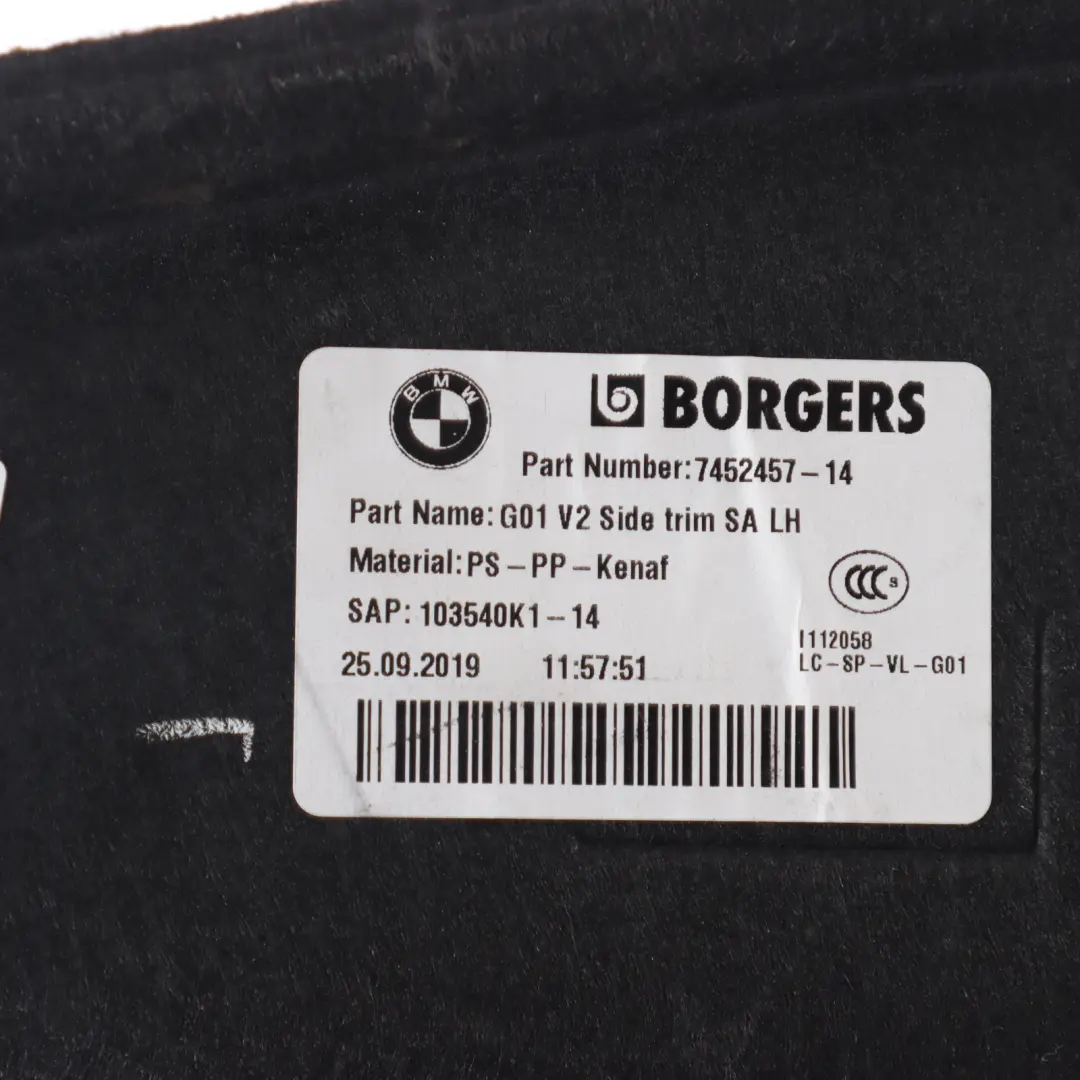 BMW
BORGERS
Part Number:7452457-14
Part Name:G01 V2 Side trim SA LH
Material:PS-PP-Kenaf
CCC S
SAP:103540K1-14
I112058
25.09.2019 11:57:51
LC-SP-VL-G01